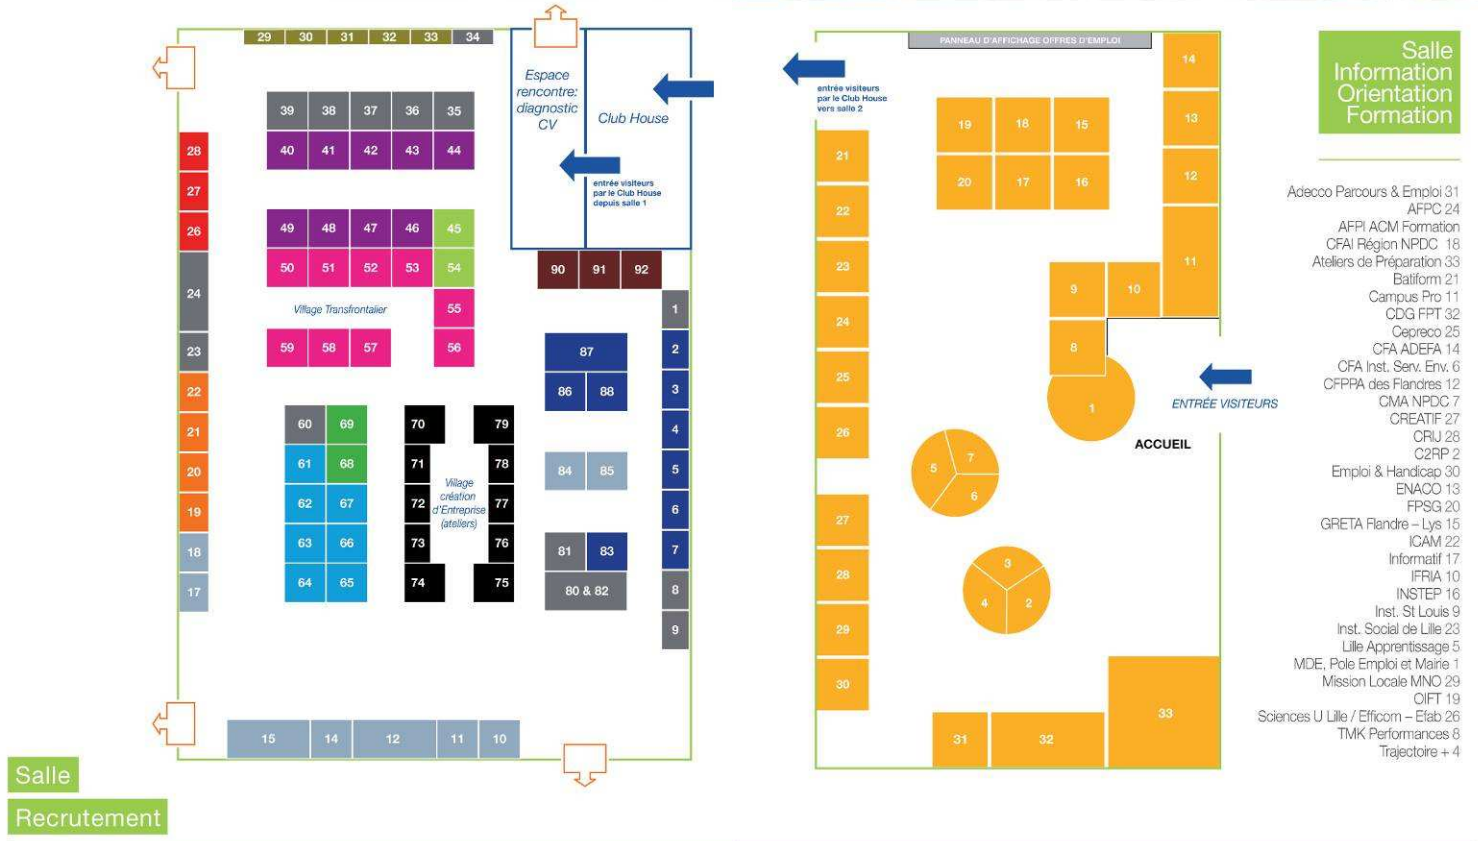 29 30 31 32 33 34
39 38 37 36 35
40 41 42 43 44
28
27
26
24
23
22
21
20
19
18
17
49 48 47 46 45
50 51 52 53 54
Village Transfrontalier
55
59 58 57 56
60 69
61 68
62 67
63 66
64 65
70 79
71 78
72 77
73 76
74 75
Village
création
d'Entreprise
(ateliers)
Espace
rencontre:
diagnostic
CV
Club House
entrée visiteurs
par le Club House
depuis salle 1
90 91 92
87
86 88
84 85
81 83
80 & 82
1
2
3
4
5
6
7
8
9
15 14 12 11 10
Salle
Recrutement
PANNEAU D'AFFICHAGE OFFRES D'EMPLOI
entrée visiteurs
par le Club House
vers salle 2
21
22
23
24
25
26
27
28
29
30
19 18 15
20 17 16
14
13
12
11
9 10
8
1
ACCUEIL
ENTRÉE VISITEURS
5 7
6
3
4 2
31 32 33
Salle
Information
Orientation
Formation
Adecco Parcours & Emploi 31
AFPC 24
AFPI ACM Formation
CFAI Région NPDC 18
Ateliers de Préparation 33
Batiform 21
Campus Pro 11
CDG FPT 32
Cepreco 25
CFA ADEFA 14
CFA Inst. Serv. Env. 6
CFPPA des Flandres 12
CMA NPDC 7
CREATIF 27
CRIJ 28
C2RP 2
Emploi & Handicap 30
ENACO 13
FPSG 20
GRETA Flandre – Lys 15
ICAM 22
Informatif 17
IFRIA 10
INSTEP 16
Inst. St Louis 9
Inst. Social de Lille 23
Lille Apprentissage 5
MDE, Pole Emploi et Mairie 1
Mission Locale MNO 29
OIFT 19
Sciences U Lille / Efficom – Efab 26
TMK Performances 8
Trajectoire + 4